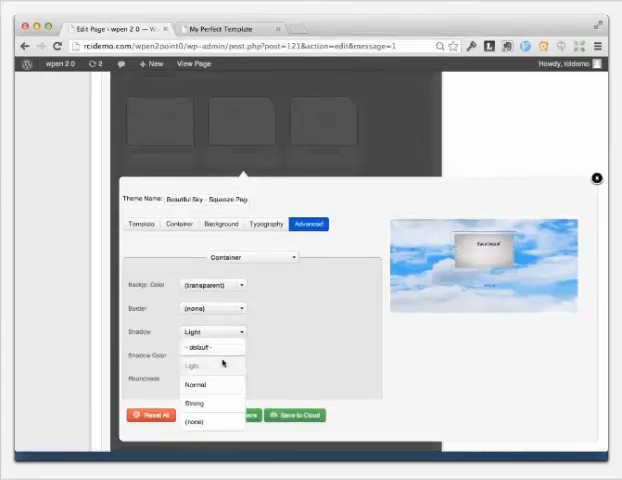 Edit Page ‹ wpen 2 0 — W
My Perfect Template
rcidemo.com/wpen2point0/wp-admin/post.php?post=121&action=edit&message=1
wpen 2 0
2
+ New
View Page
Howdy, rcidemo
Theme Name:
Beautiful Sky - Squeeze Pag
Template
Container
Background
Typography
Advanced
Container
Backgr. Color
(transparent)
Border
(none)
Shadow
Light
- default -
Shadow Color
Light
Roundness
Normal
Strong
(none)
Reset All
Save to Cloud